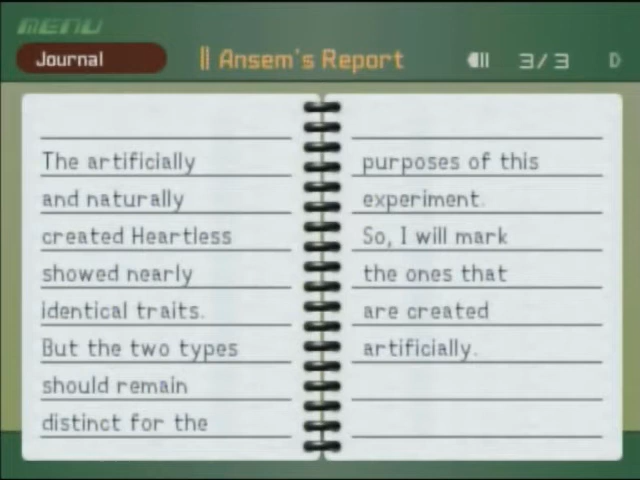 MENU
Journal
Ansem's Report
3/3
D
The artificially
and naturally
created Heartless
showed nearly
identical traits.
But the two types
should remain
distinct for the
purposes of this
experiment.
So, I will mark
the ones that
are created
artificially.